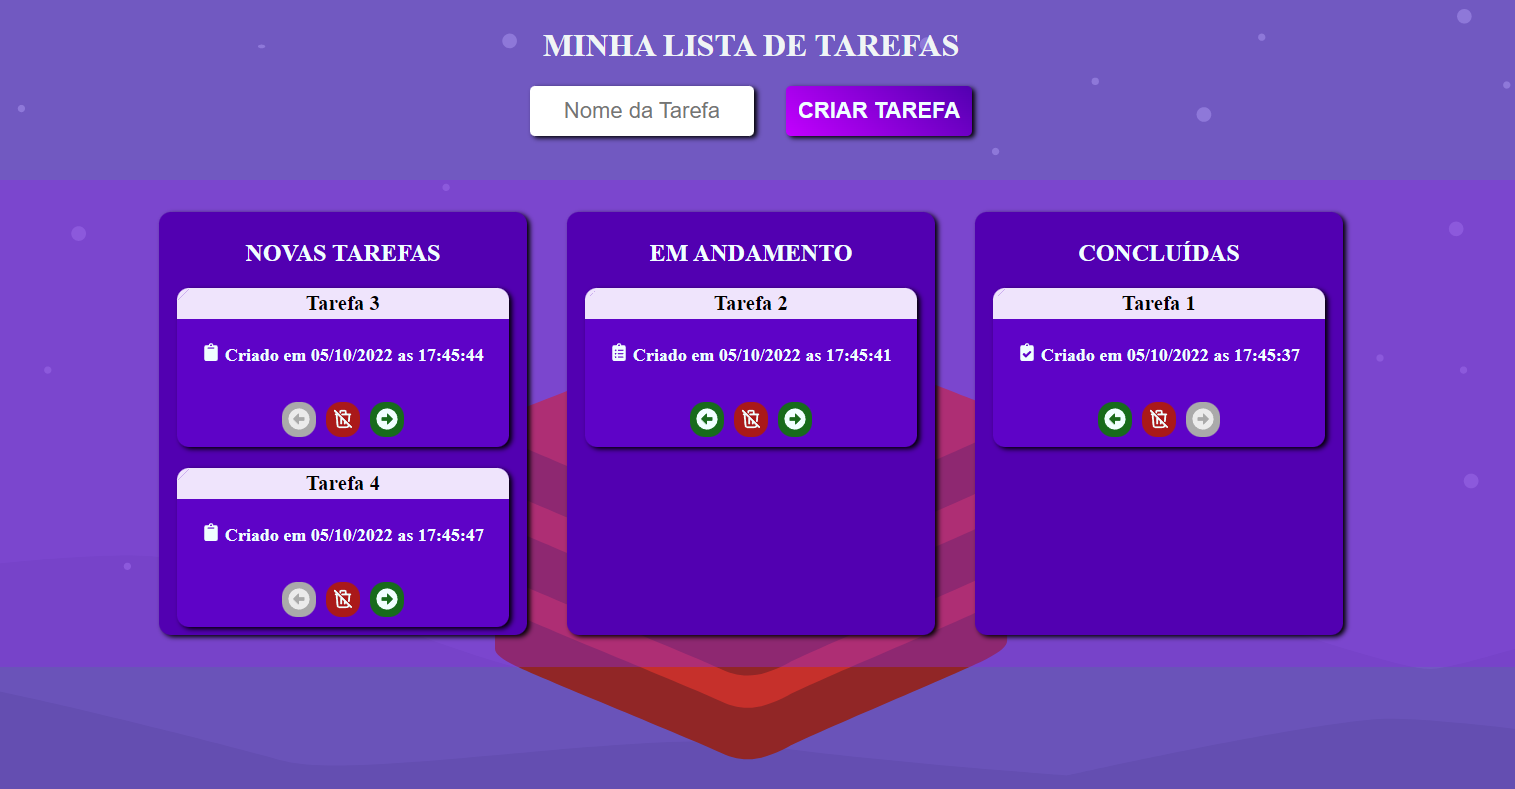 MINHA LISTA DE TAREFAS
Nome da Tarefa
CRIAR TAREFA
NOVAS TAREFAS
Tarefa 3
Criado em 05/10/2022 as 17:45:44
Tarefa 4
Criado em 05/10/2022 as 17:45:47
EM ANDAMENTO
Tarefa 2
Criado em 05/10/2022 as 17:45:41
CONCLUÍDAS
Tarefa 1
Criado em 05/10/2022 as 17:45:37